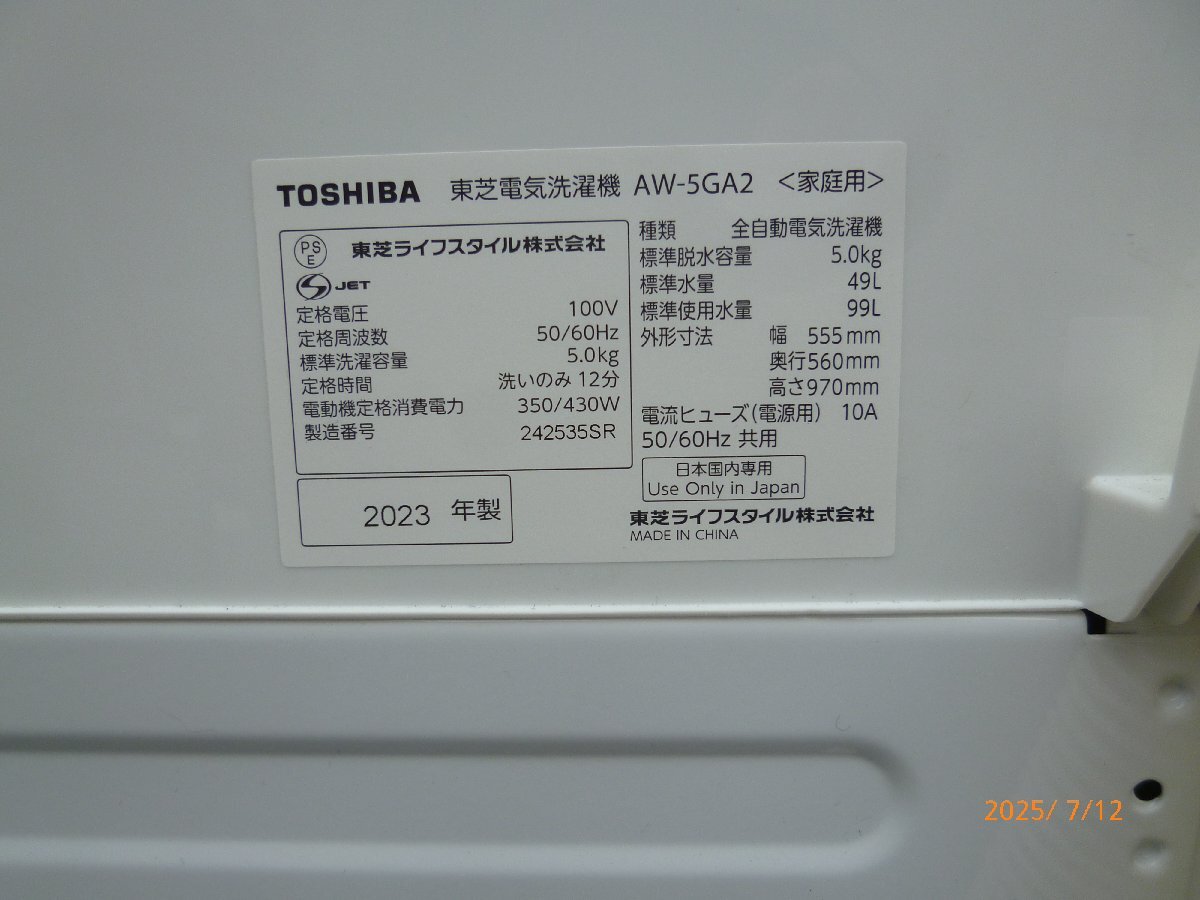 TOSHIBA 東芝電気洗濯機 AW-5GA2 <家庭用>
PS
E
東芝ライフスタイル株式会社
S JET
定格電圧 100V
定格周波数 50/60Hz
標準洗濯容量 5.0kg
定格時間 洗いのみ 12分
電動機定格消費電力 350/430W
製造番号 242535SR
2023 年製
種類 全自動電気洗濯機
標準脱水容量 5.0kg
標準水量 49L
標準使用水量 99L
外形寸法 幅 555mm
奥行560mm
高さ970mm
電流ヒューズ(電源用) 10A
50/60Hz 共用
日本国内専用
Use Only in Japan
東芝ライフスタイル株式会社
MADE IN CHINA
2025/ 7/12